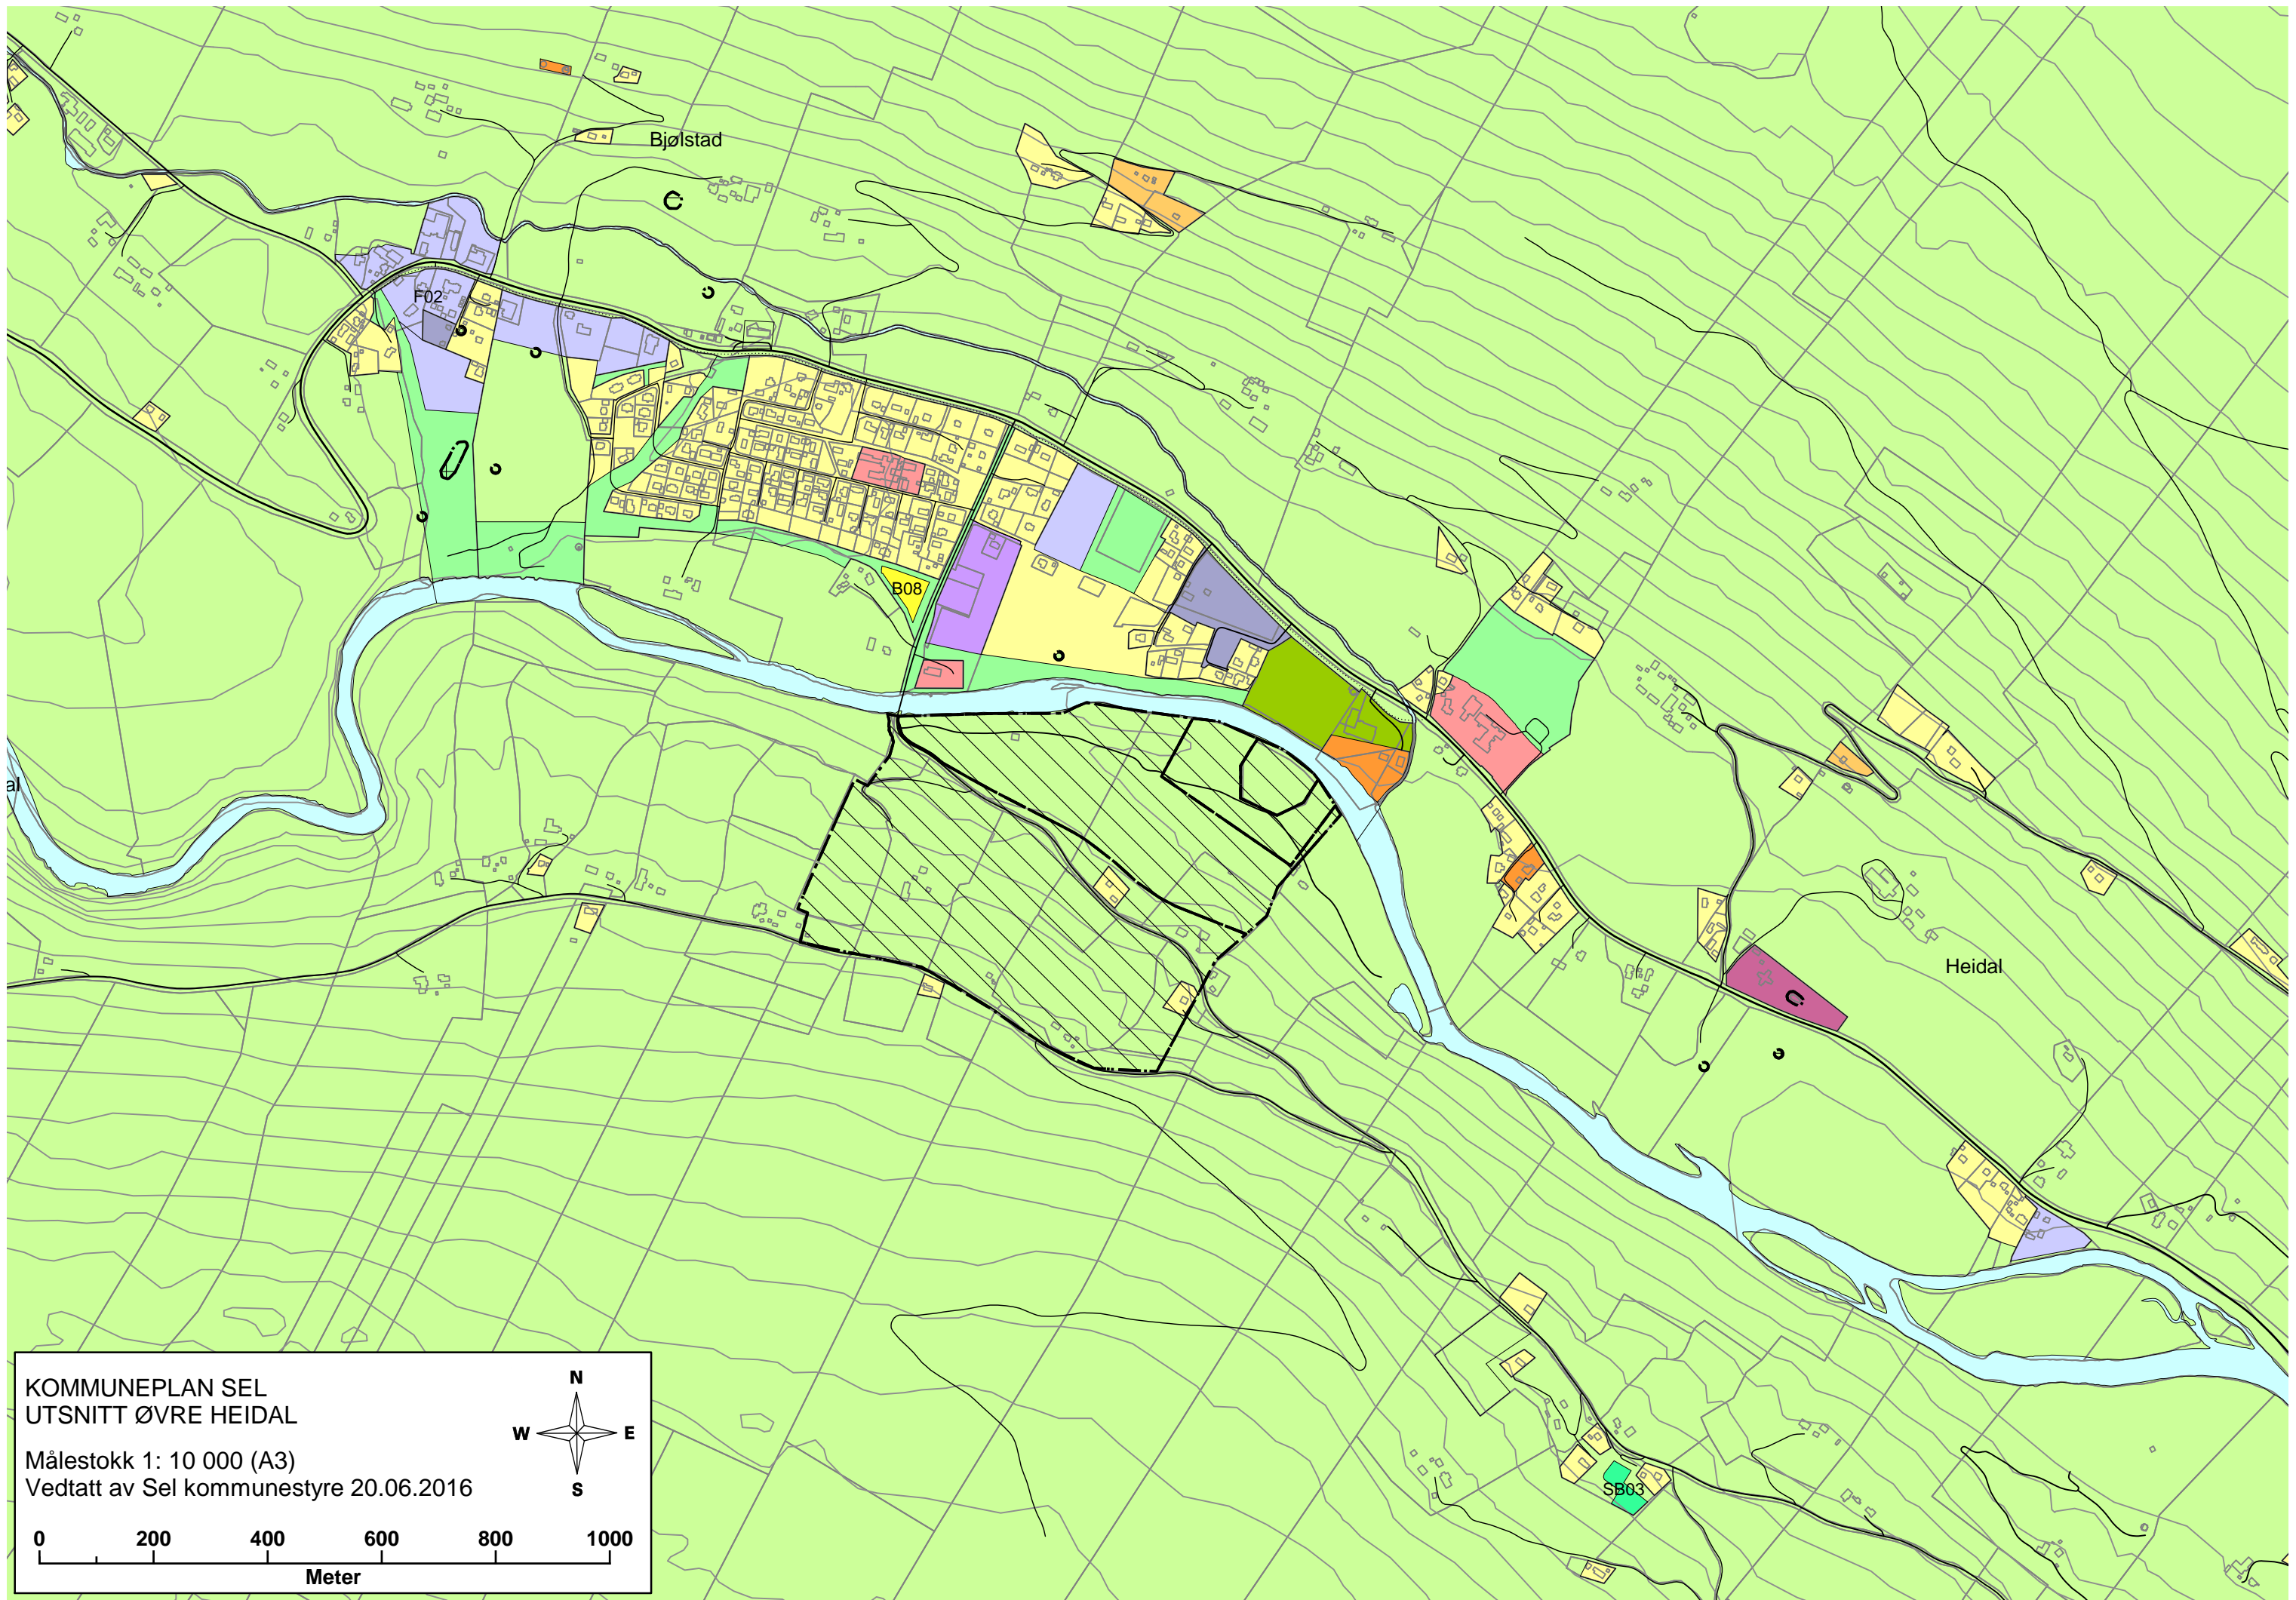 Bjølstad
F02
B08
al
Heidal
SB03
KOMMUNEPLAN SEL
UTSNITT ØVRE HEIDAL
Målestokk 1: 10 000 (A3)
Vedtatt av Sel kommunestyre 20.06.2016
N
W E
S
0 200 400 600 800 1000
Meter